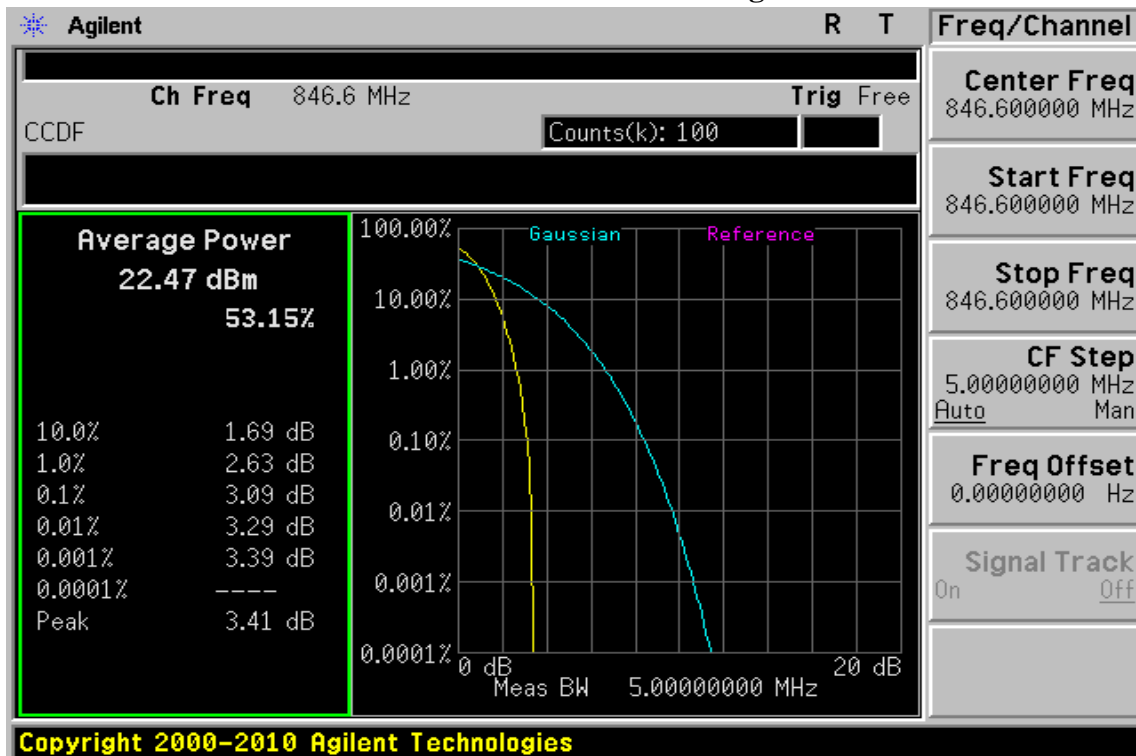 Agilent R T Freq/Channel
Ch Freq 846.6 MHz Trig Free
CCDF Counts(k): 100
Center Freq
846.600000 MHz
Start Freq
846.600000 MHz
Stop Freq
846.600000 MHz
CF Step
5.00000000 MHz
Auto Man
Freq Offset
0.00000000 Hz
Signal Track
On Off
Average Power
22.47 dBm
53.15%
10.0% 1.69 dB
1.0% 2.63 dB
0.1% 3.09 dB
0.01% 3.29 dB
0.001% 3.39 dB
0.0001% ----
Peak 3.41 dB
Gaussian Reference
100.00%
10.00%
1.00%
0.10%
0.01%
0.001%
0.0001%
0 dB 20 dB
Meas BW 5.00000000 MHz
Copyright 2000-2010 Agilent Technologies